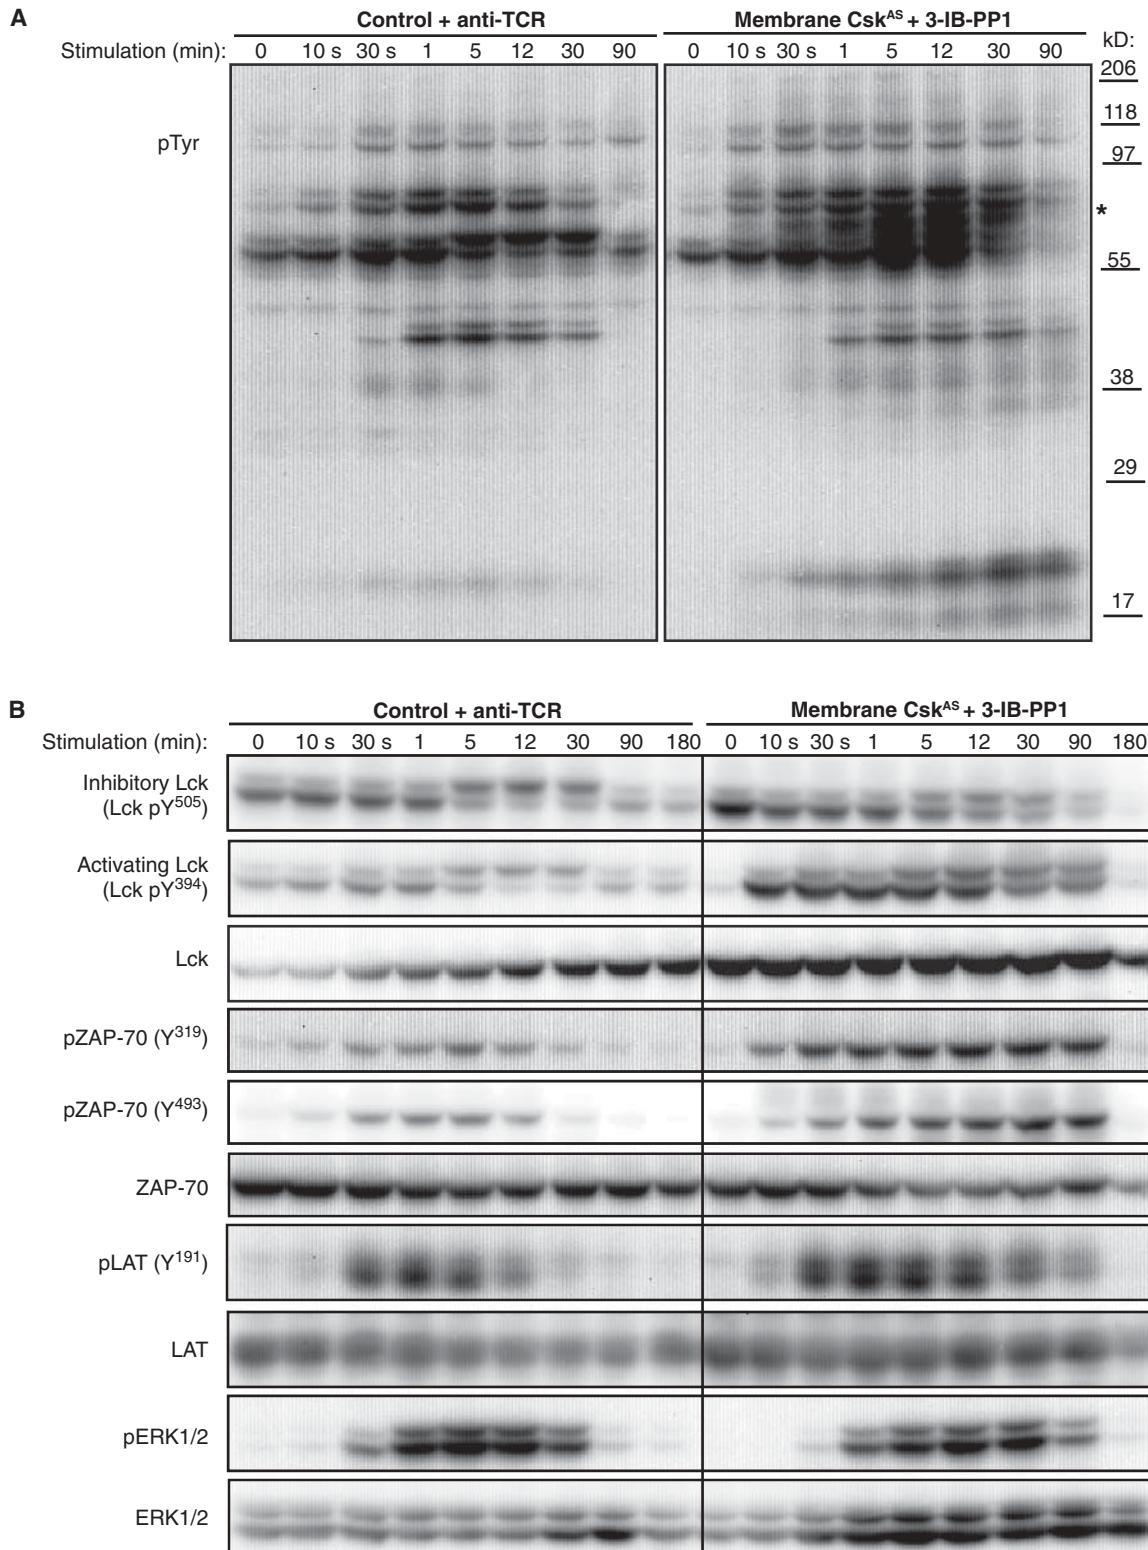 A
Control + anti-TCR
Membrane Csk^AS + 3-IB-PP1
Stimulation (min): 0 10 s 30 s 1 5 12 30 90 0 10 s 30 s 1 5 12 30 90 kD:
206
118
pTyr
97
*
55
38
29
17
B
Control + anti-TCR
Membrane Csk^AS + 3-IB-PP1
Stimulation (min): 0 10 s 30 s 1 5 12 30 90 180 0 10 s 30 s 1 5 12 30 90 180
Inhibitory Lck
(Lck pY^505)
Activating Lck
(Lck pY^394)
Lck
pZAP-70 (Y^319)
pZAP-70 (Y^493)
ZAP-70
pLAT (Y^191)
LAT
pERK1/2
ERK1/2